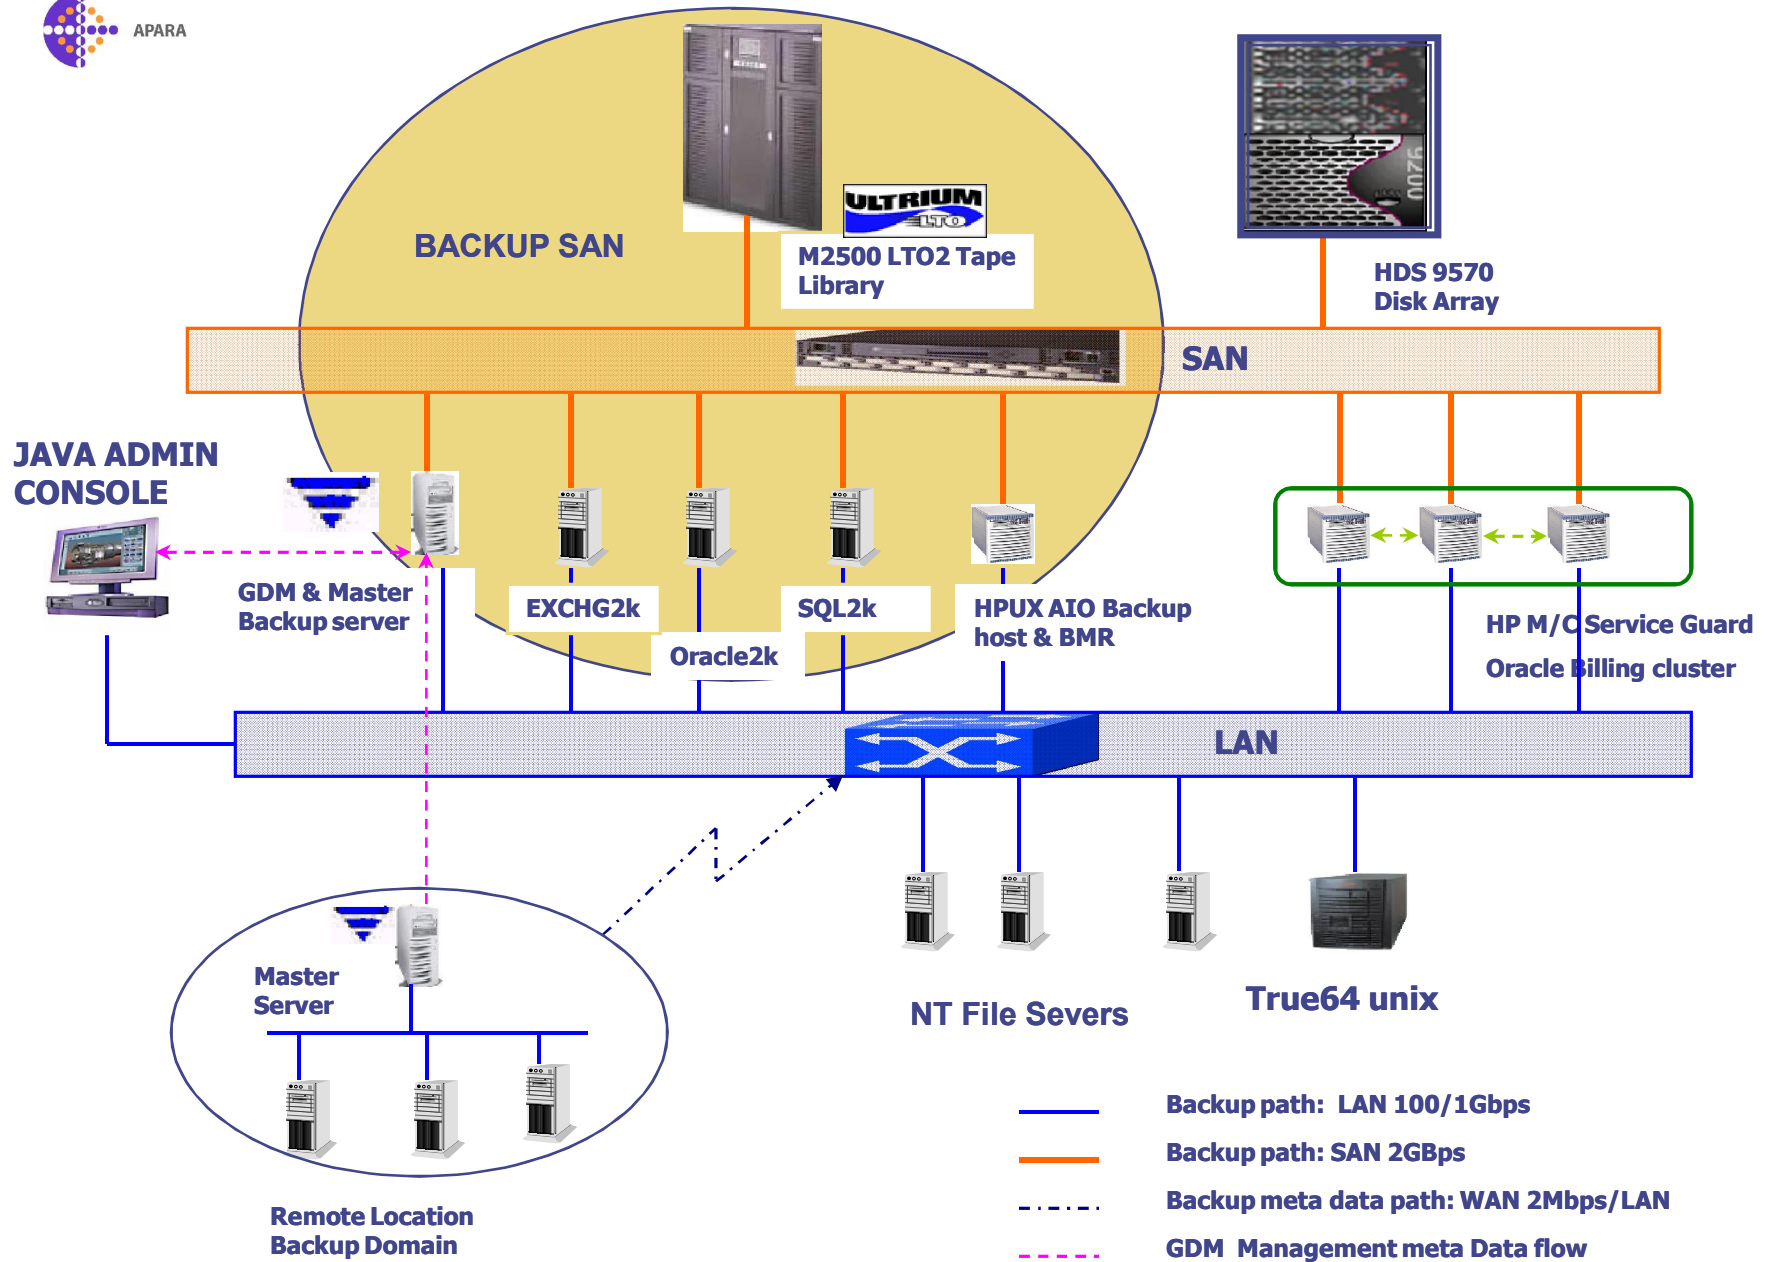 APARA
ULTRIUM
LTO
BACKUP SAN
M2500 LTO2 Tape
Library
9200
HDS 9570
Disk Array
SAN
JAVA ADMIN
CONSOLE
GDM & Master
Backup server
EXCHG2k
Oracle2k
SQL2k
HPUX AIO Backup
host & BMR
HP M/C Service Guard
Oracle Billing cluster
LAN
Master
Server
NT File Severs
True64 unix
Remote Location
Backup Domain
Backup path: LAN 100/1Gbps
Backup path: SAN 2GBps
Backup meta data path: WAN 2Mbps/LAN
GDM Management meta Data flow